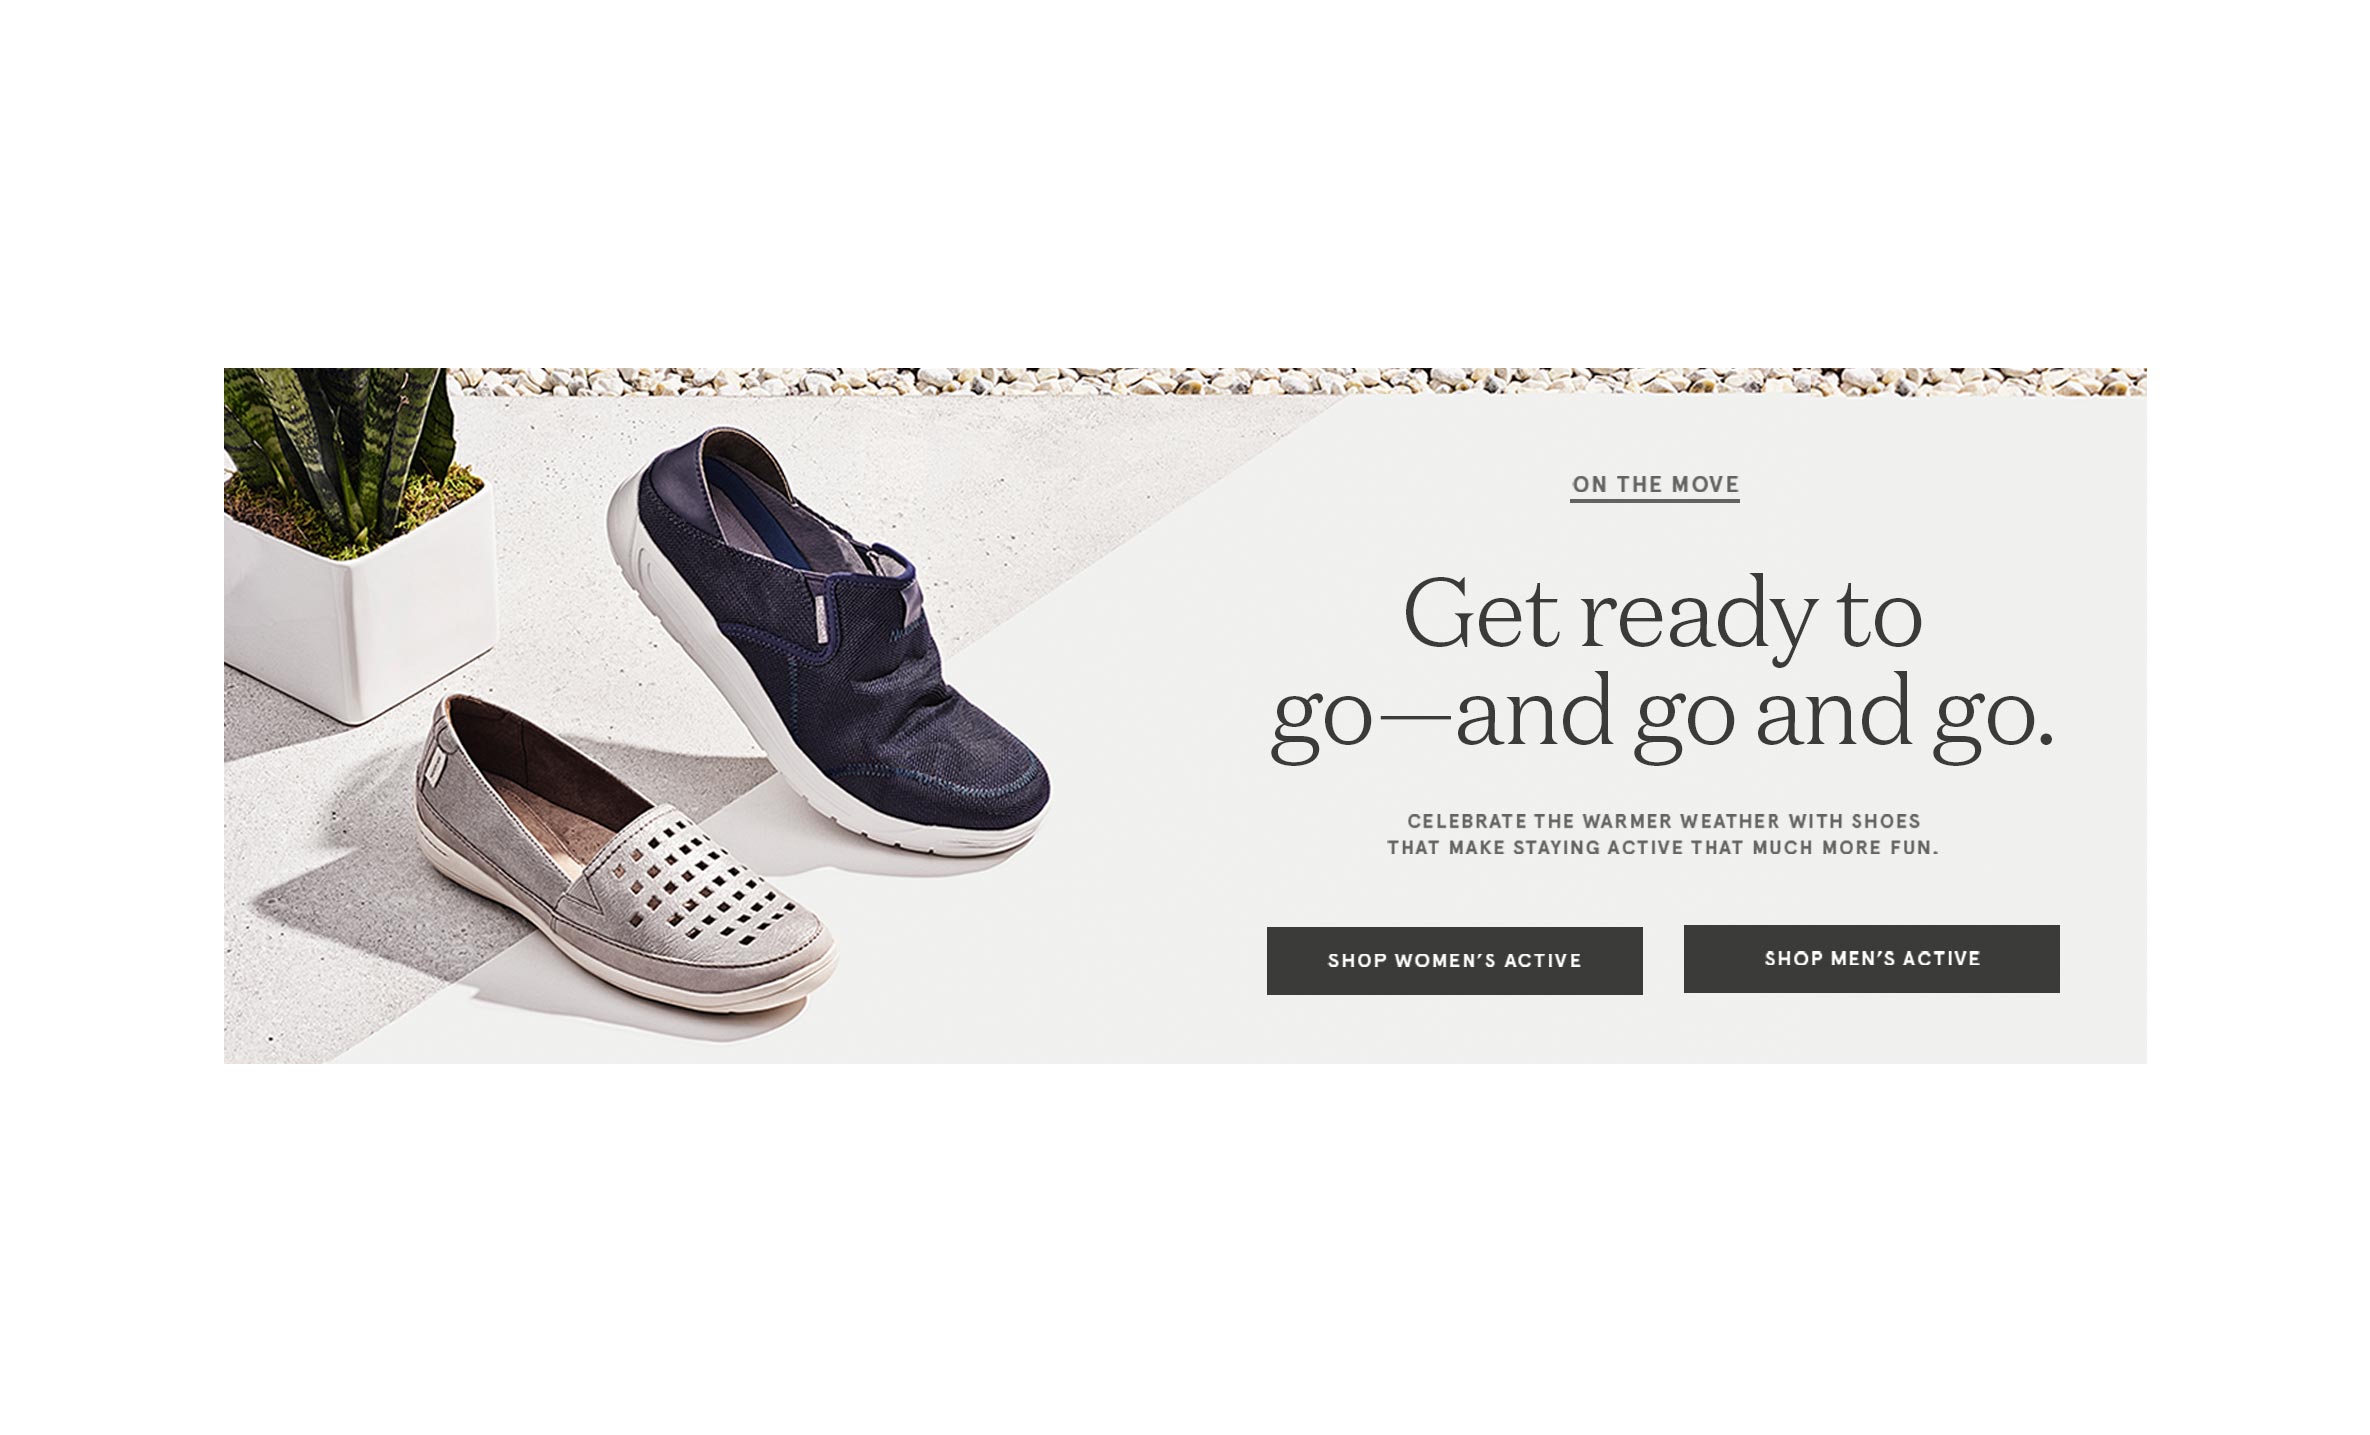 ON THE MOVE
Get ready to
go—and go and go.
CELEBRATE THE WARMER WEATHER WITH SHOES
THAT MAKE STAYING ACTIVE THAT MUCH MORE FUN.
SHOP WOMEN'S ACTIVE
SHOP MEN'S ACTIVE